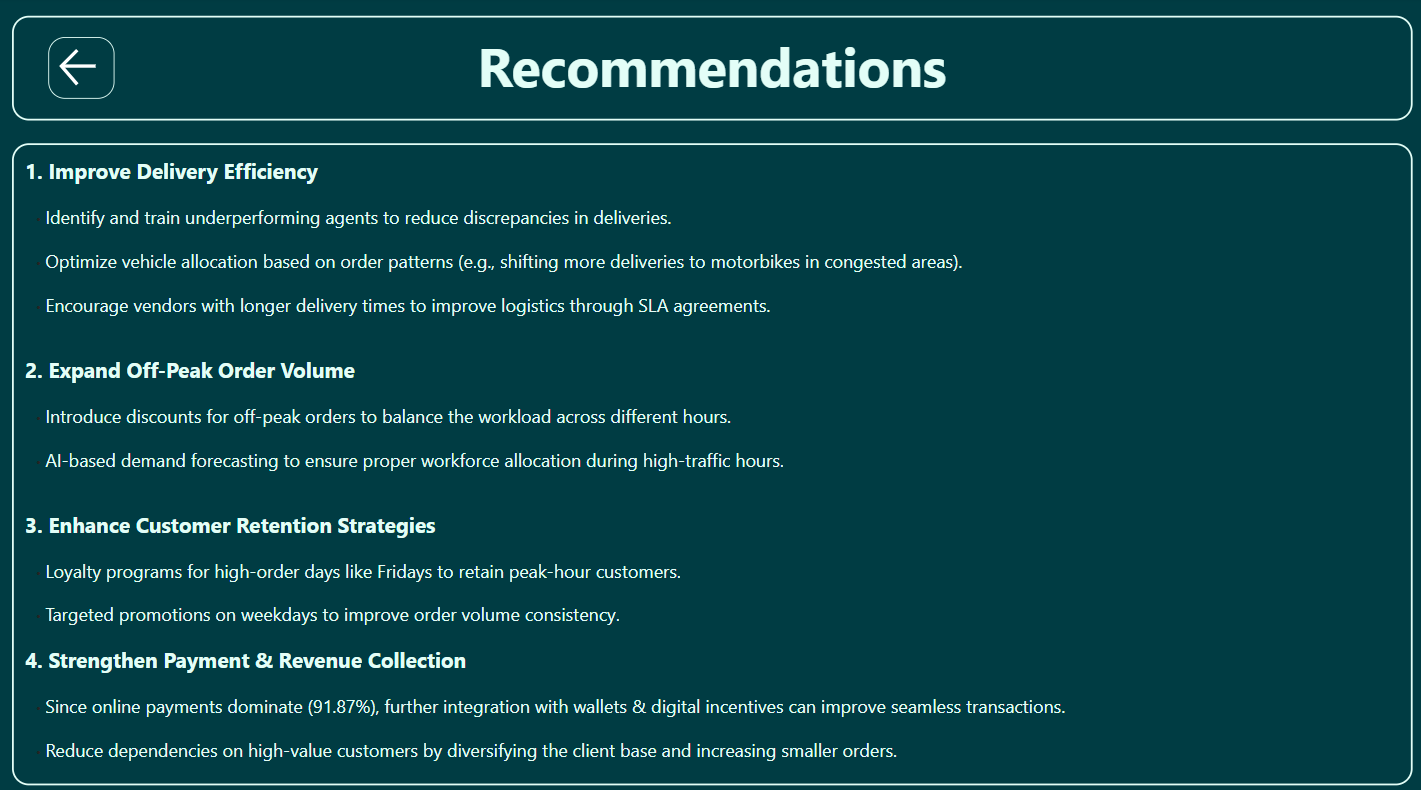 Recommendations
1. Improve Delivery Efficiency
Identify and train underperforming agents to reduce discrepancies in deliveries.
Optimize vehicle allocation based on order patterns (e.g., shifting more deliveries to motorbikes in congested areas).
Encourage vendors with longer delivery times to improve logistics through SLA agreements.
2. Expand Off-Peak Order Volume
Introduce discounts for off-peak orders to balance the workload across different hours.
AI-based demand forecasting to ensure proper workforce allocation during high-traffic hours.
3. Enhance Customer Retention Strategies
Loyalty programs for high-order days like Fridays to retain peak-hour customers.
Targeted promotions on weekdays to improve order volume consistency.
4. Strengthen Payment & Revenue Collection
Since online payments dominate (91.87%), further integration with wallets & digital incentives can improve seamless transactions.
Reduce dependencies on high-value customers by diversifying the client base and increasing smaller orders.